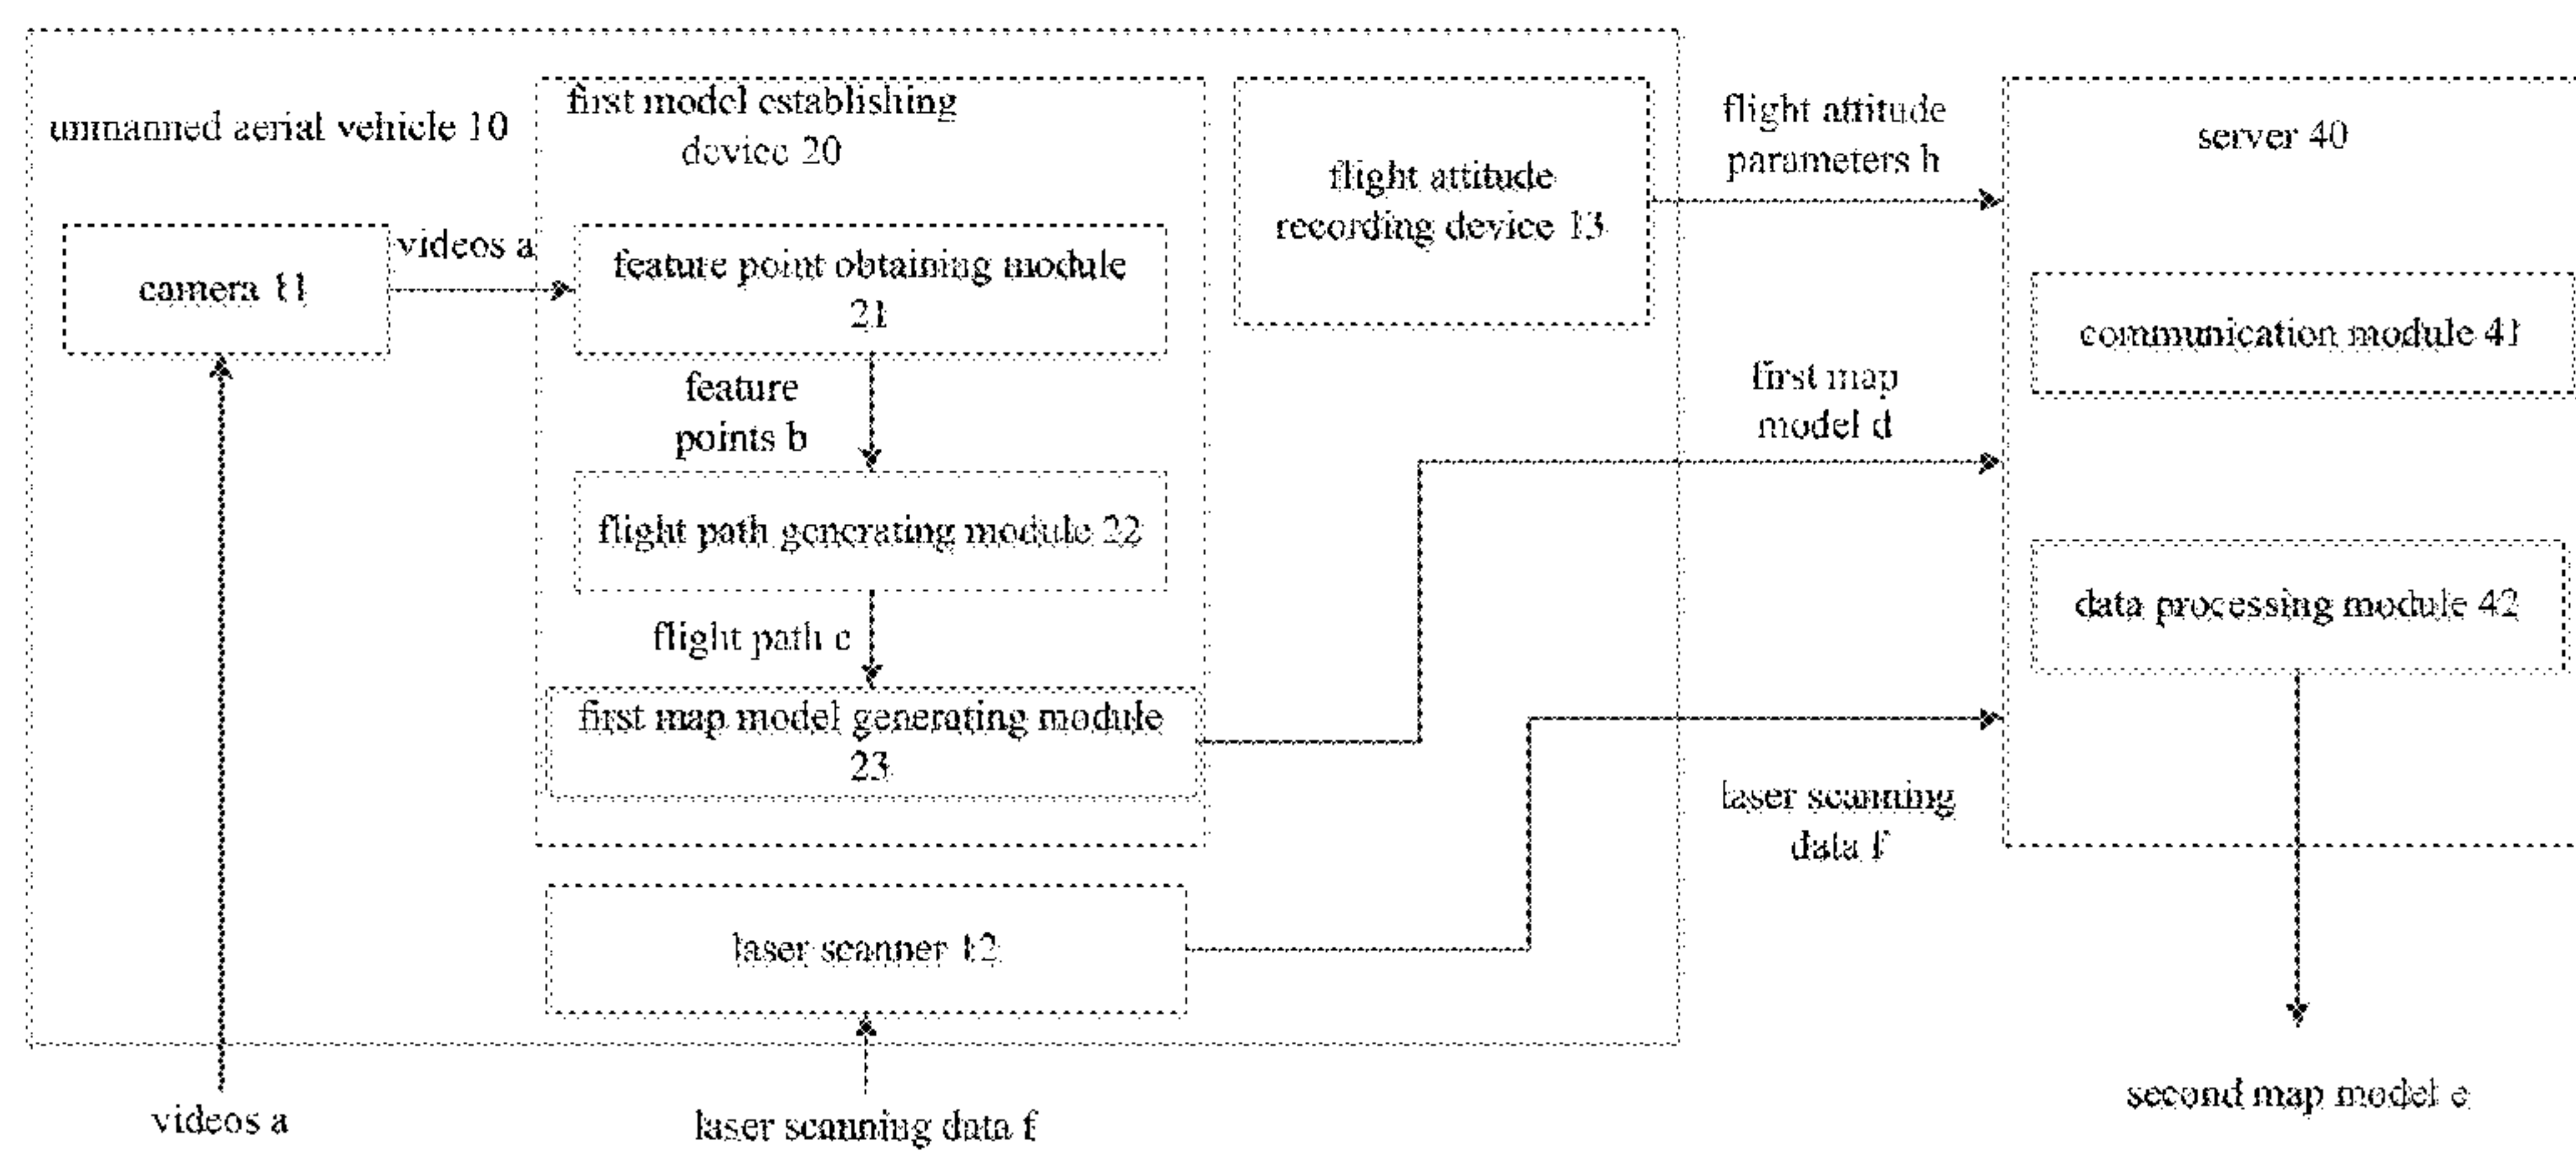 unmanned aerial vehicle 10
first model establishing
device 20
camera 11
videos a
feature point obtaining module
21
feature
points b
flight path generating module 22
flight path c
first map model generating module
23
laser scanner 12
flight attitude
recording device 13
flight attitude
parameters h
first map
model d
laser scanning
data f
server 40
communication module 41
data processing module 42
videos a
laser scanning data f
second map model e